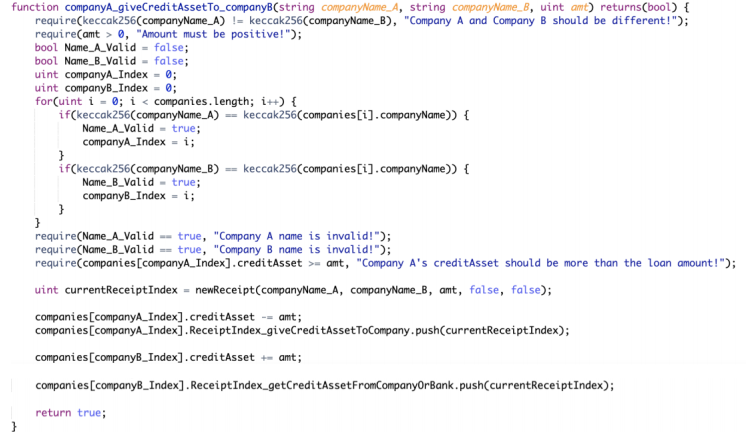 function companyA_giveCreditAssetTo_companyB(string companyName_A, string companyName_B, uint amt) returns(bool) {
require(keccak256(companyName_A) != keccak256(companyName_B), "Company A and Company B should be different!");
require(amt > 0, "Amount must be positive!");
bool Name_A_Valid = false;
bool Name_B_Valid = false;
uint companyA_Index = 0;
uint companyB_Index = 0;
for(uint i = 0; i < companies.length; i++) {
if(keccak256(companyName_A) == keccak256(companies[i].companyName)) {
Name_A_Valid = true;
companyA_Index = i;
}
if(keccak256(companyName_B) == keccak256(companies[i].companyName)) {
Name_B_Valid = true;
companyB_Index = i;
}
}
require(Name_A_Valid == true, "Company A name is invalid!");
require(Name_B_Valid == true, "Company B name is invalid!");
require(companies[companyA_Index].creditAsset >= amt, "Company A's creditAsset should be more than the loan amount!");
uint currentReceiptIndex = newReceipt(companyName_A, companyName_B, amt, false, false);
companies[companyA_Index].creditAsset -= amt;
companies[companyA_Index].ReceiptIndex_giveCreditAssetToCompany.push(currentReceiptIndex);
companies[companyB_Index].creditAsset += amt;
companies[companyB_Index].ReceiptIndex_getCreditAssetFromCompanyOrBank.push(currentReceiptIndex);
return true;
}